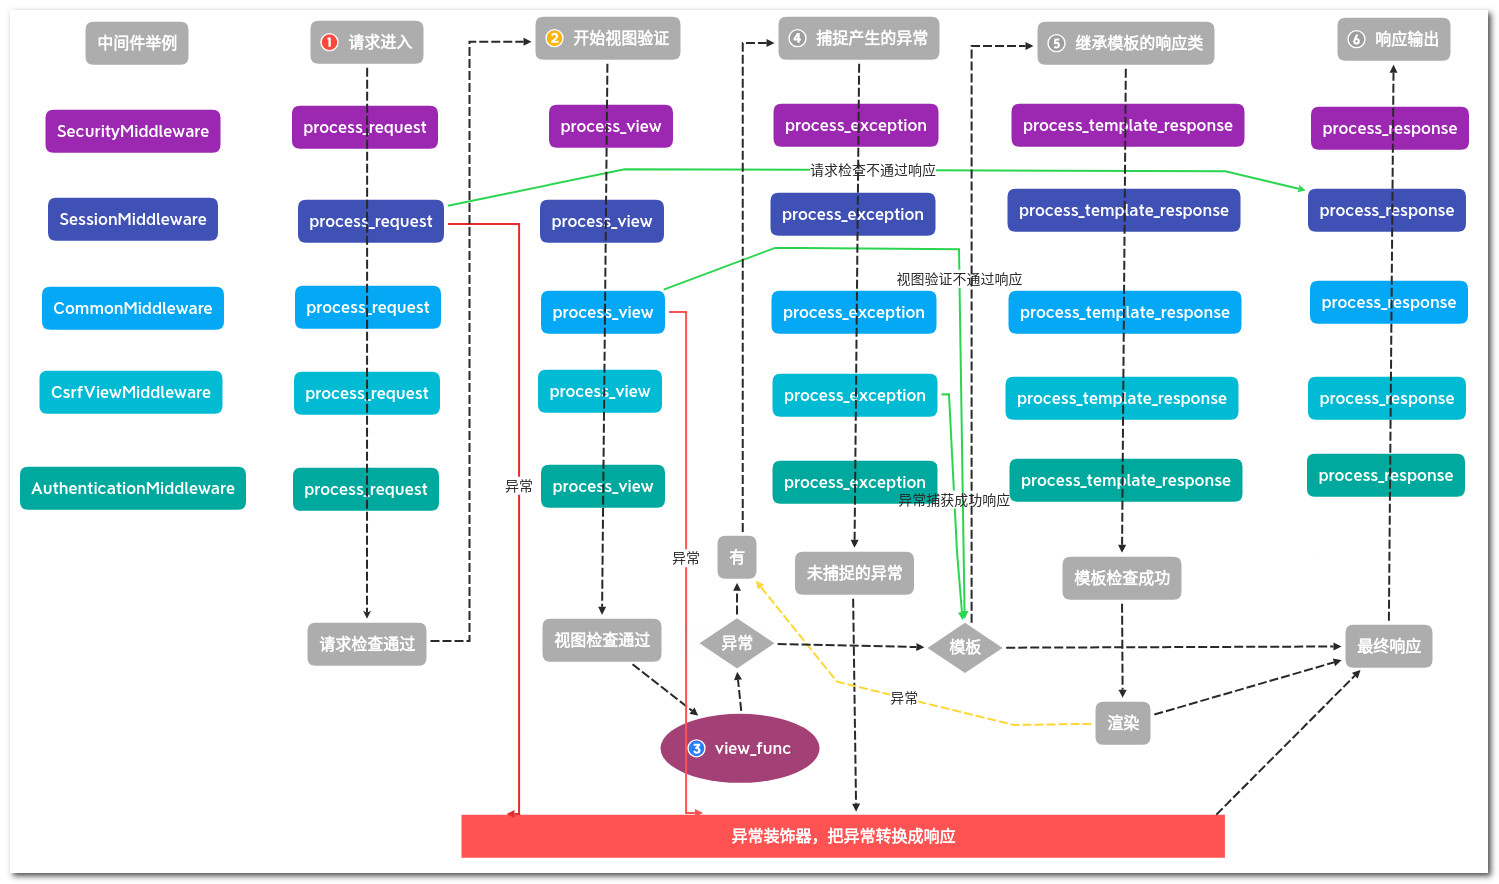 中间件举例
1 请求进入
2 开始视图验证
4 捕捉产生的异常
5 继承模板的响应类
6 响应输出
SecurityMiddleware
process_request
process_view
process_exception
process_template_response
process_response
请求检查不通过响应
SessionMiddleware
process_request
process_view
process_exception
process_template_response
process_response
视图验证不通过响应
CommonMiddleware
process_request
process_view
process_exception
process_template_response
process_response
CsrfViewMiddleware
process_request
process_view
process_exception
process_template_response
process_response
AuthenticationMiddleware
process_request
process_view
process_exception
process_template_response
process_response
异常
异常捕获成功响应
异常
有
未捕捉的异常
模板检查成功
请求检查通过
视图检查通过
异常
模板
最终响应
异常
渲染
3 view_func
异常装饰器，把异常转换成响应